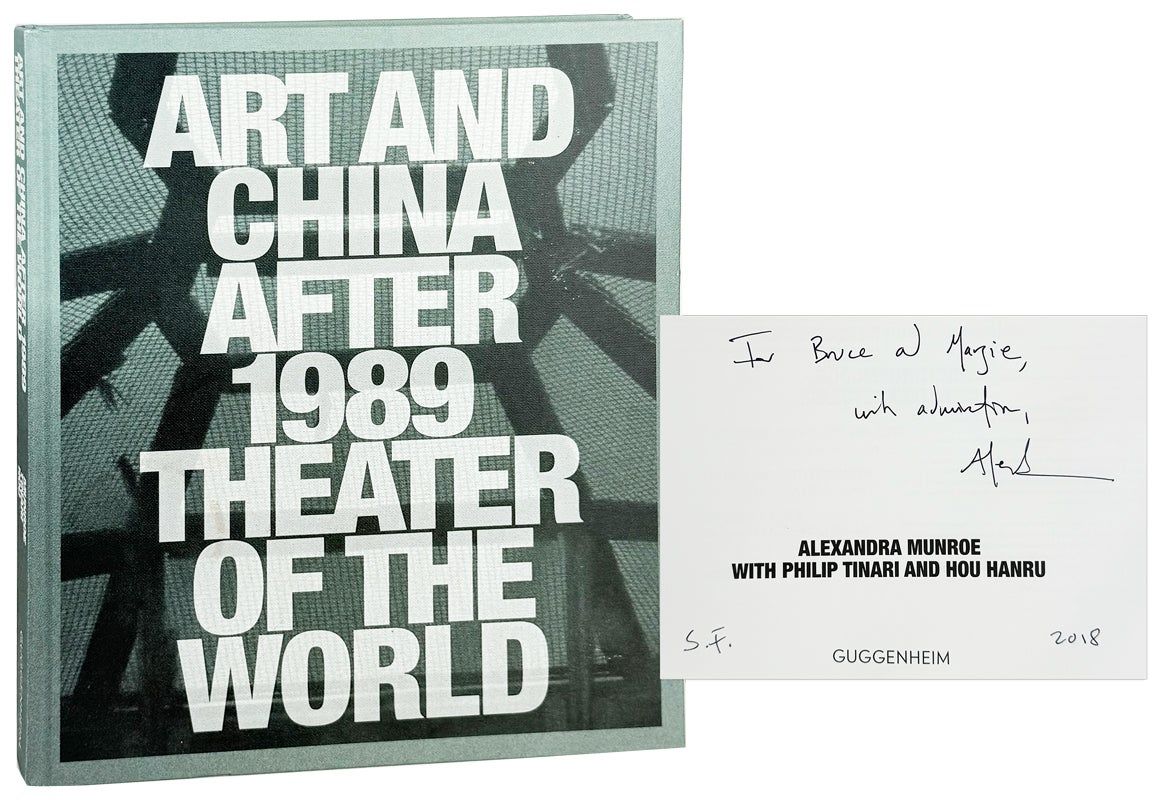 ART AND
CHINA
AFTER
1989
THEATER
OF THE
WORLD
For Bruce and Margie,
with admiration,
Alexandra
ALEXANDRA MUNROE
WITH PHILIP TINARI AND HOU HANRU
S.F.
2018
GUGGENHEIM